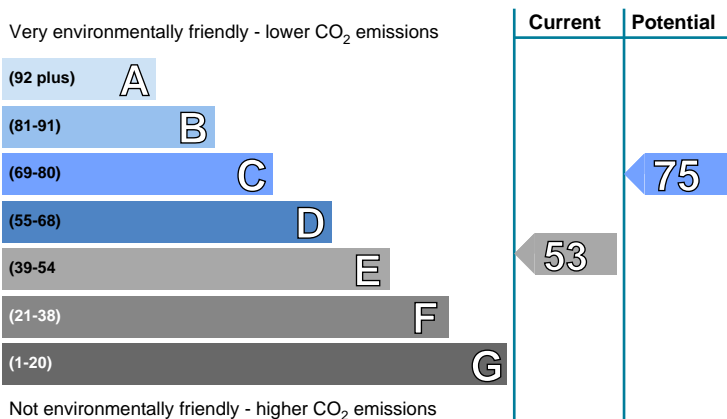 Current Potential
Very environmentally friendly - lower CO2 emissions
(92 plus) A
(81-91) B
(69-80) C
75
(55-68) D
(39-54 E
53
(21-38) F
(1-20) G
Not environmentally friendly - higher CO2 emissions